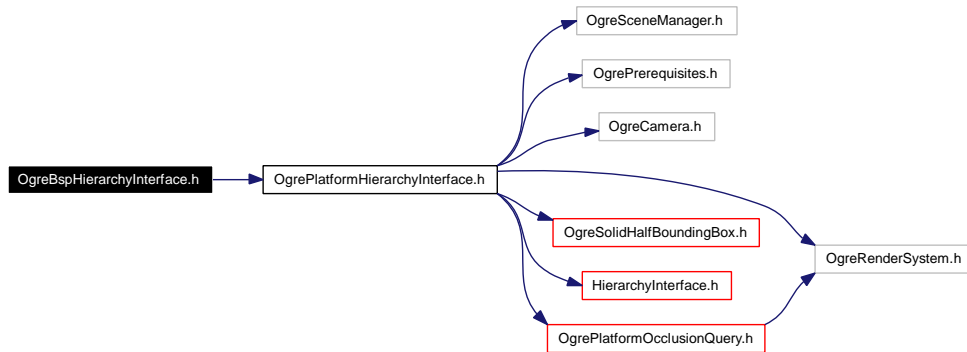 OgreSceneManager.h
OgrePrerequisites.h
OgreCamera.h
OgreBspHierarchyInterface.h
OgrePlatformHierarchyInterface.h
OgreSolidHalfBoundingBox.h
OgreRenderSystem.h
HierarchyInterface.h
OgrePlatformOcclusionQuery.h